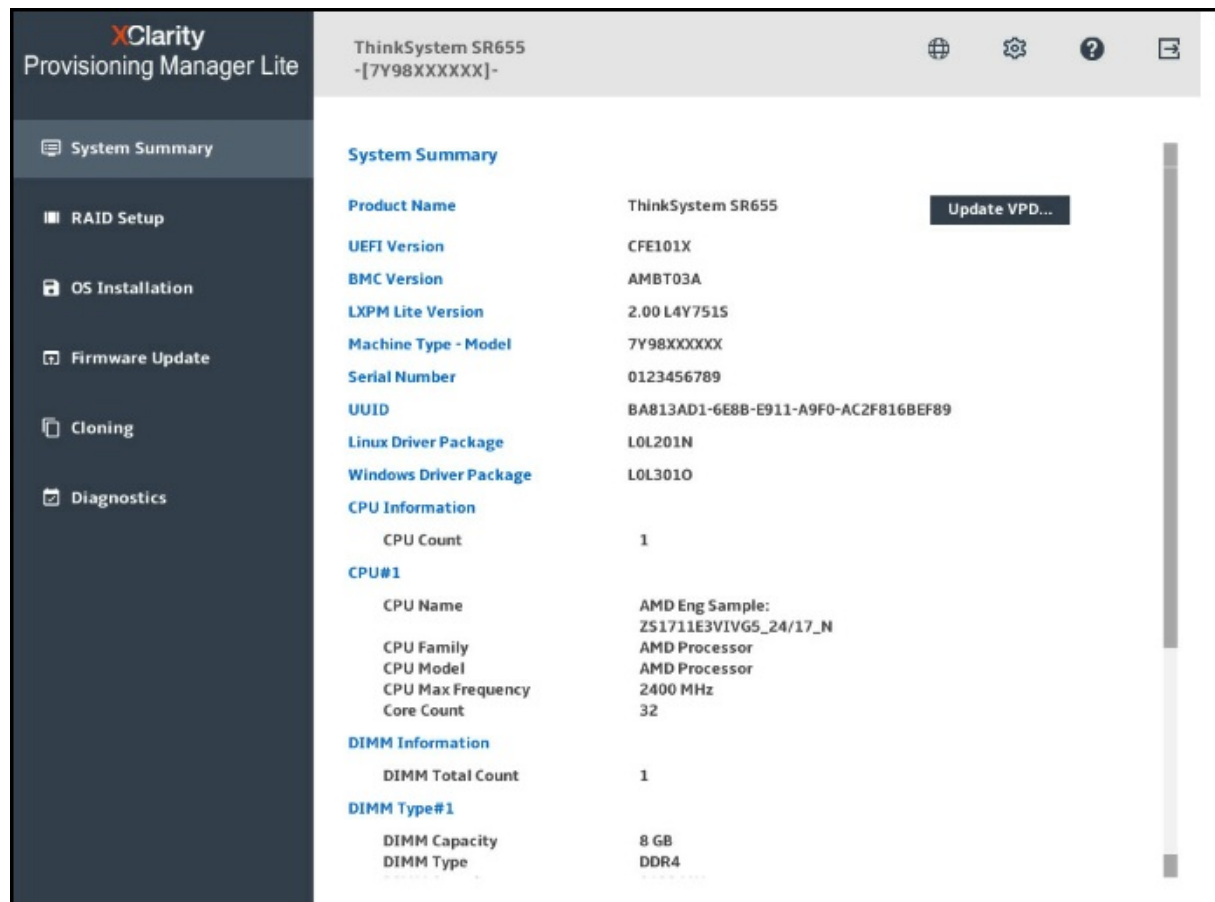 XClarity
Provisioning Manager Lite
ThinkSystem SR655
-[7Y98XXXXXX]-
System Summary
RAID Setup
OS Installation
Firmware Update
Cloning
Diagnostics
System Summary
Product Name ThinkSystem SR655 Update VPD...
UEFI Version CFE101X
BMC Version AMBT03A
LXPM Lite Version 2.00 L4Y751S
Machine Type - Model 7Y98XXXXXX
Serial Number 0123456789
UUID BA813AD1-6E8B-E911-A9F0-AC2F816BEF89
Linux Driver Package L0L201N
Windows Driver Package L0L301O
CPU Information
CPU Count 1
CPU#1
CPU Name AMD Eng Sample:
ZS1711E3VIVG5_24/17_N
CPU Family AMD Processor
CPU Model AMD Processor
CPU Max Frequency 2400 MHz
Core Count 32
DIMM Information
DIMM Total Count 1
DIMM Type#1
DIMM Capacity 8 GB
DIMM Type DDR4